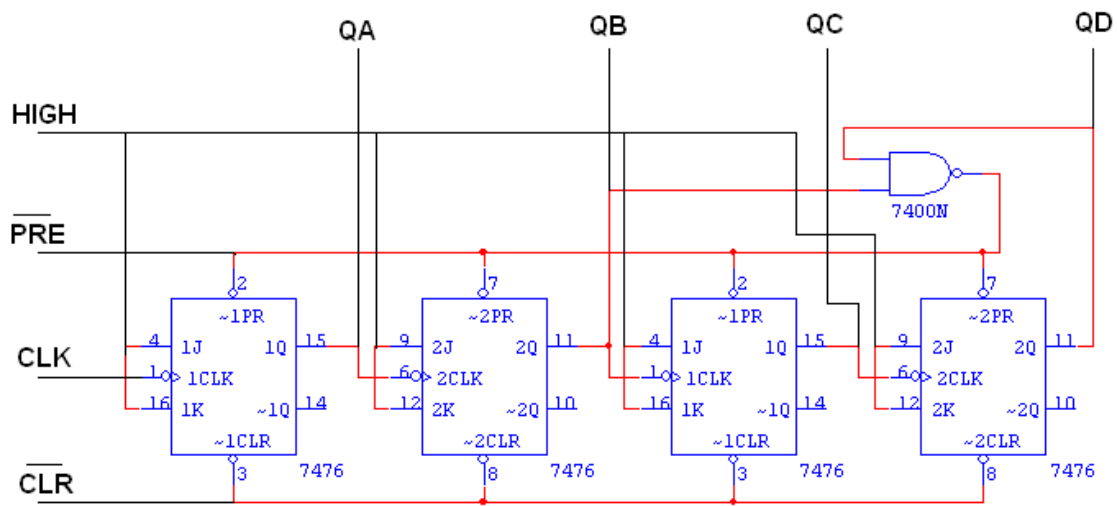 QA QB QC QD
HIGH
7400N
PRE
2 7 2 7
~1PR ~2PR ~1PR ~2PR
4 1J 1Q 15 9 2J 2Q 11 4 1J 1Q 15 9 2J 2Q 11
CLK 1 1CLK 6 2CLK 1 1CLK 6 2CLK
16 1K ~1Q 14 12 2K ~2Q 10 16 1K ~1Q 14 12 2K ~2Q 10
~1CLR ~2CLR ~1CLR ~2CLR
3 7476 8 7476 3 7476 8 7476
CLR